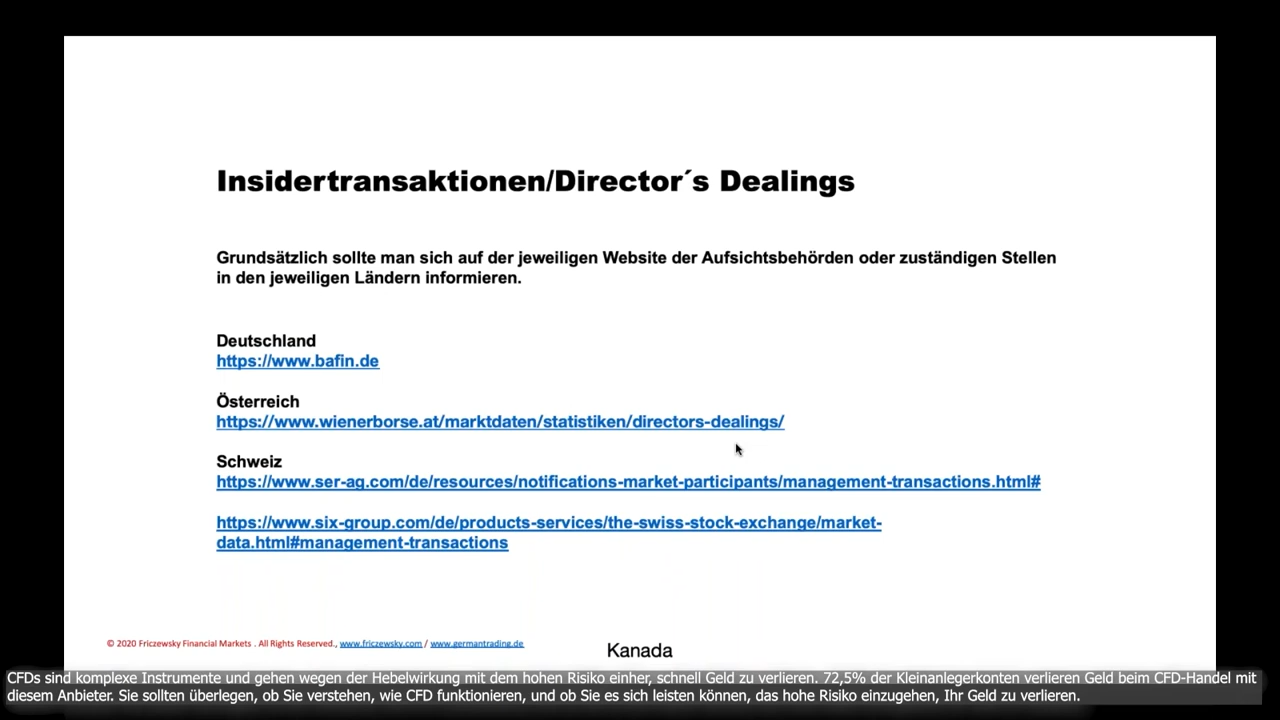 Insidertransaktionen/Director´s Dealings
Grundsätzlich sollte man sich auf der jeweiligen Website der Aufsichtsbehörden oder zuständigen Stellen
in den jeweiligen Ländern informieren.
Deutschland
https://www.bafin.de
Österreich
https://www.wienerborse.at/marktdaten/statistiken/directors-dealings/
Schweiz
https://www.ser-ag.com/de/resources/notifications-market-participants/management-transactions.html#
https://www.six-group.com/de/products-services/the-swiss-stock-exchange/market-
data.html#management-transactions
© 2020 Friczewsky Financial Markets . All Rights Reserved., www.friczewsky.com / www.germantrading.de
Kanada
CFDs sind komplexe Instrumente und gehen wegen der Hebelwirkung mit dem hohen Risiko einher, schnell Geld zu verlieren. 72,5% der Kleinanlegerkonten verlieren Geld beim CFD-Handel mit
diesem Anbieter. Sie sollten überlegen, ob Sie verstehen, wie CFD funktionieren, und ob Sie es sich leisten können, das hohe Risiko einzugehen, Ihr Geld zu verlieren.